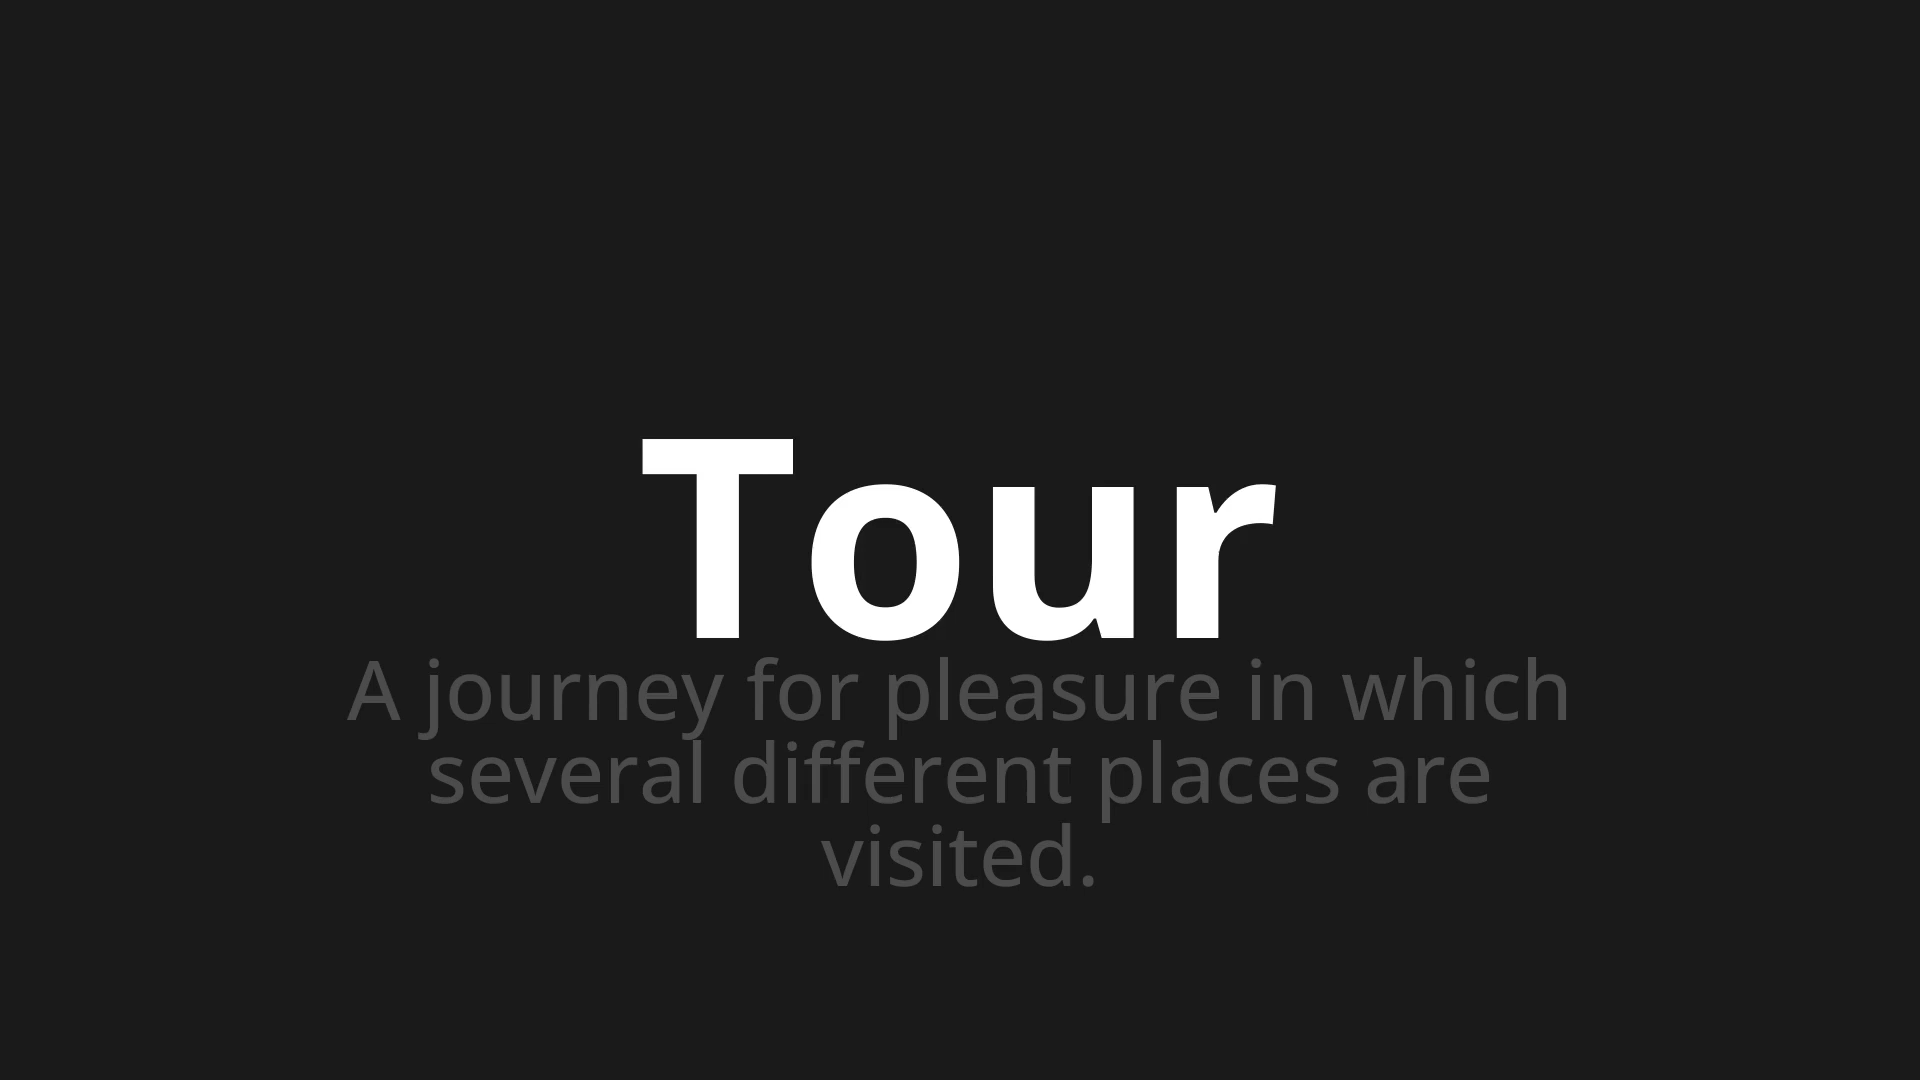 Tour
A journey for pleasure in which
several different places are
visited.